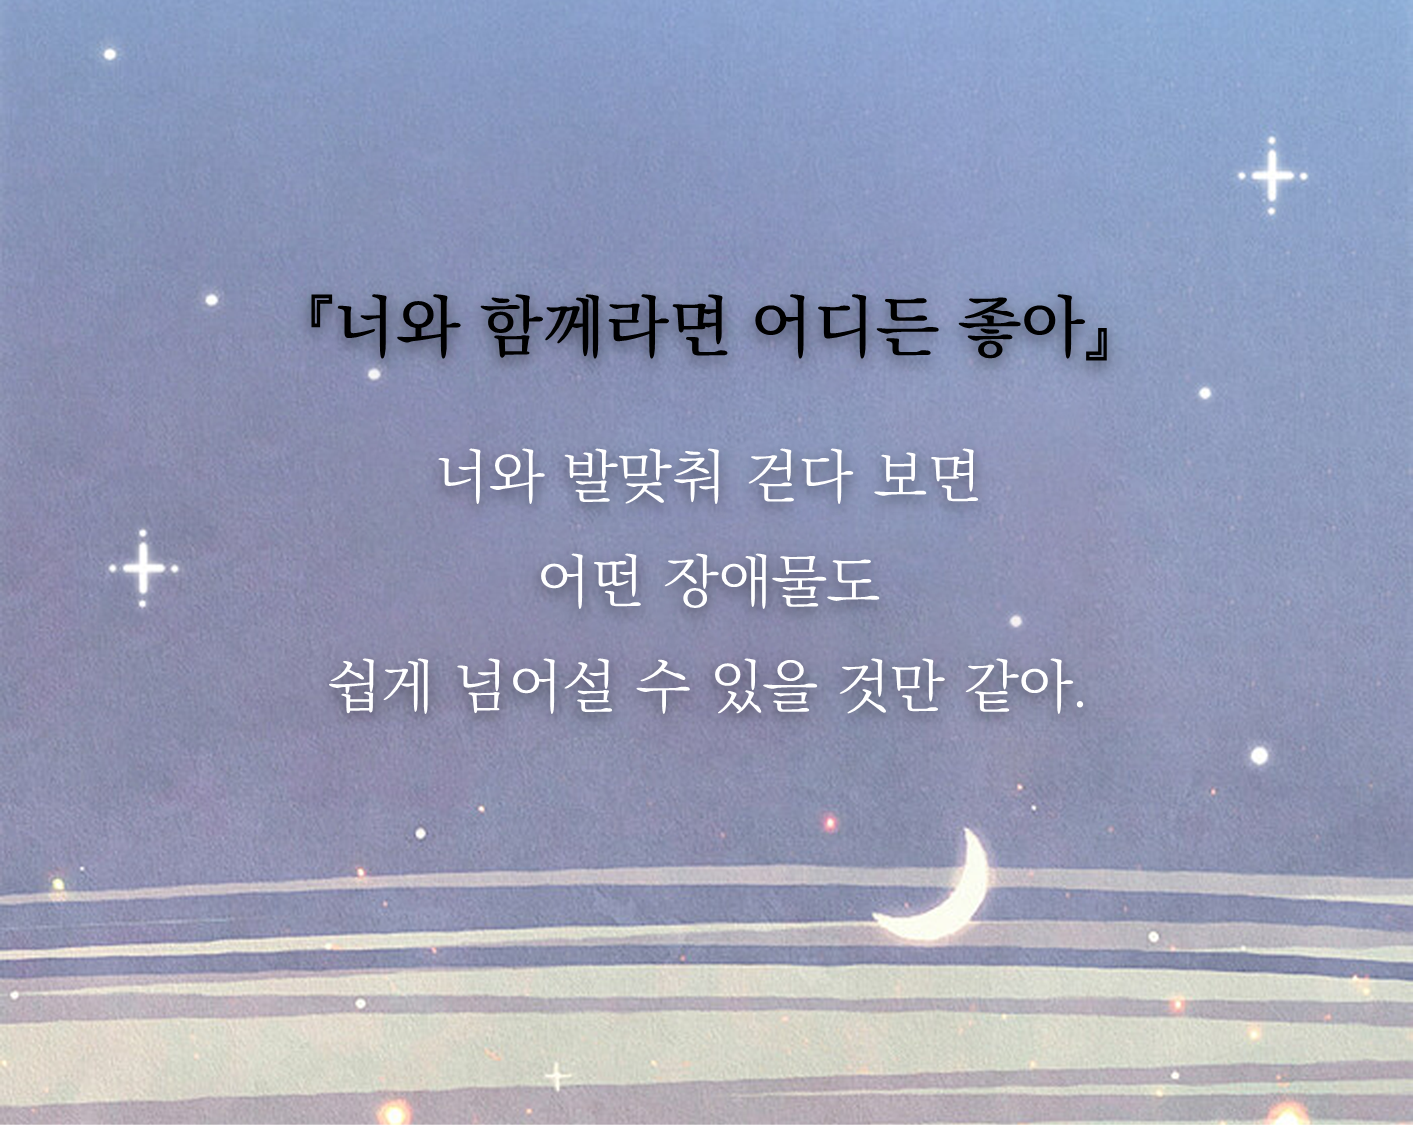 『너와 함께라면 어디든 좋아』
너와 발맞춰 걷다 보면
어떤 장애물도
쉽게 넘어설 수 있을 것만 같아.